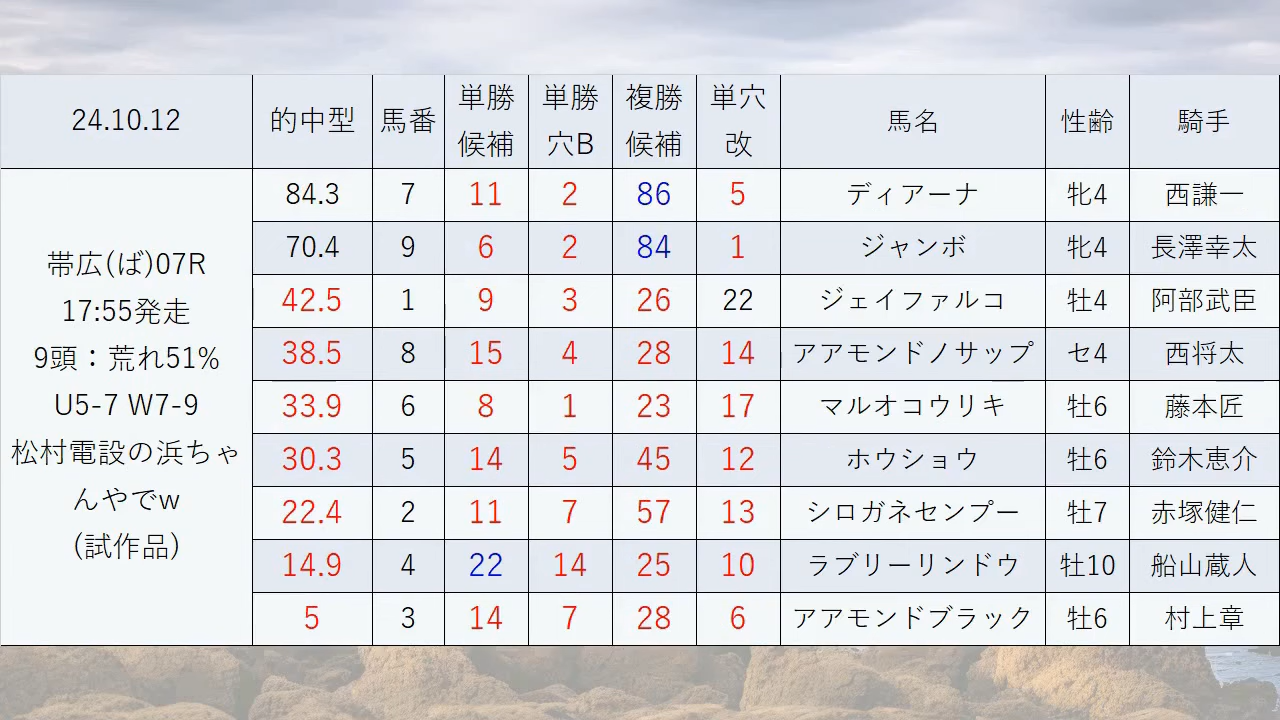 24.10.12 的中型 馬番 単勝候補 単勝穴B 複勝候補 単穴改 馬名 性齢 騎手
帯広(ば)07R
17:55発走
9頭：荒れ51%
U5-7 W7-9
松村電設の浜ちゃ
んやでw
(試作品)
84.3 7 11 2 86 5 ディアーナ 牝4 西謙一
70.4 9 6 2 84 1 ジャンボ 牝4 長澤幸太
42.5 1 9 3 26 22 ジェイファルコ 牡4 阿部武臣
38.5 8 15 4 28 14 アアモンドノサップ セ4 西将太
33.9 6 8 1 23 17 マルオコウリキ 牡6 藤本匠
30.3 5 14 5 45 12 ホウショウ 牡6 鈴木恵介
22.4 2 11 7 57 13 シロガネセンプー 牡7 赤塚健仁
14.9 4 22 14 25 10 ラブリーリンドウ 牡10 船山蔵人
5 3 14 7 28 6 アアモンドブラック 牡6 村上章